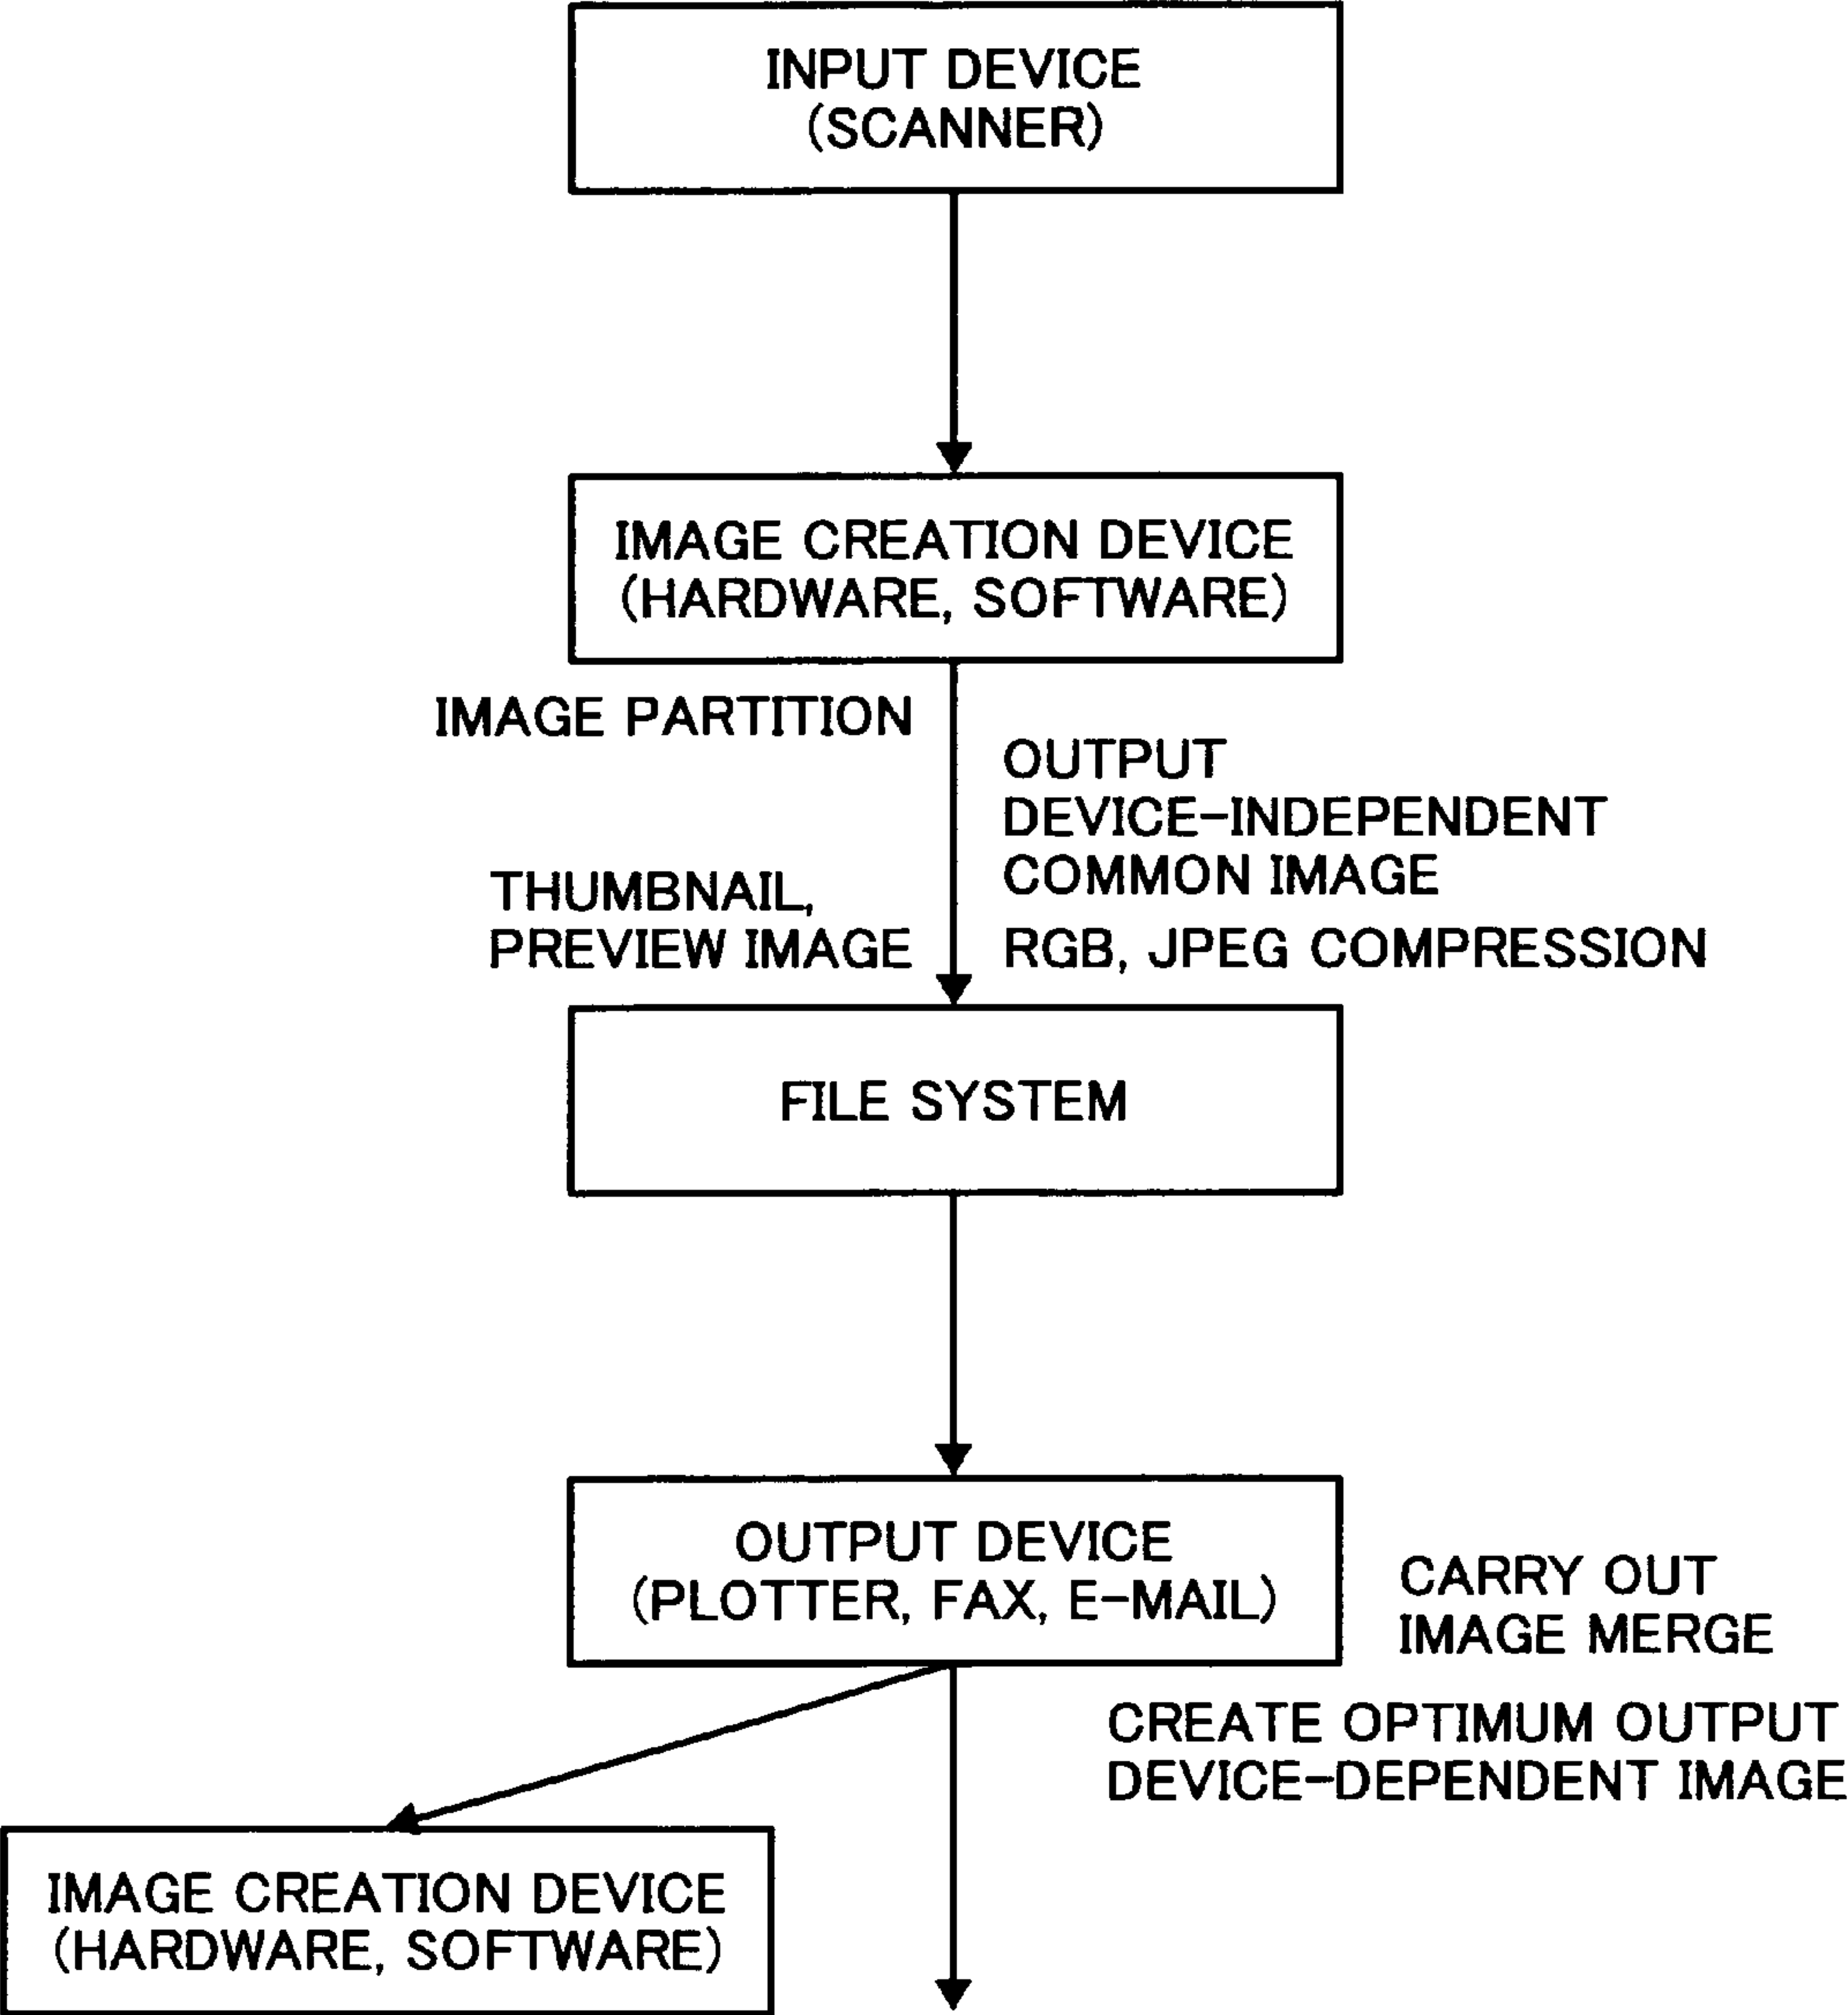 INPUT DEVICE
(SCANNER)
IMAGE CREATION DEVICE
(HARDWARE, SOFTWARE)
IMAGE PARTITION
OUTPUT
DEVICE-INDEPENDENT
COMMON IMAGE
THUMBNAIL,
PREVIEW IMAGE
RGB, JPEG COMPRESSION
FILE SYSTEM
OUTPUT DEVICE
(PLOTTER, FAX, E-MAIL)
CARRY OUT
IMAGE MERGE
CREATE OPTIMUM OUTPUT
DEVICE-DEPENDENT IMAGE
IMAGE CREATION DEVICE
(HARDWARE, SOFTWARE)